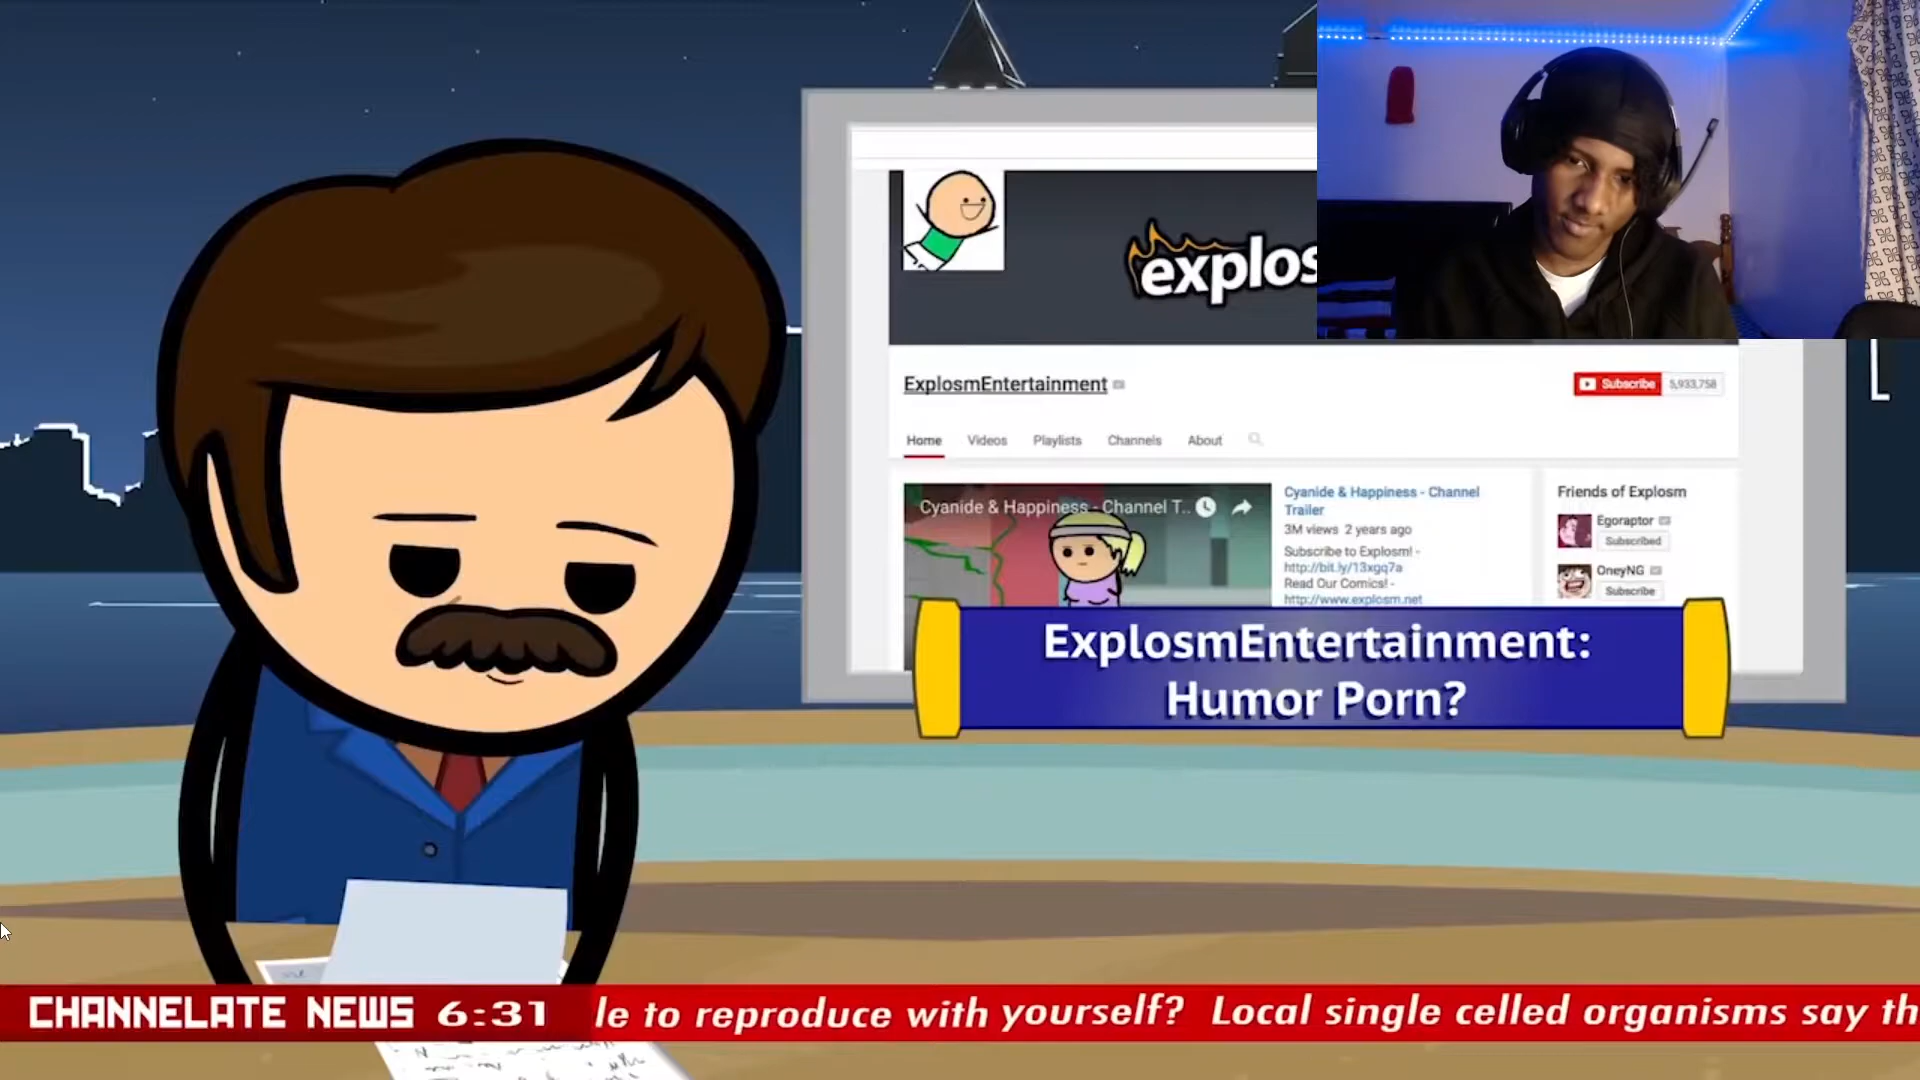 explos
ExplosmEntertainment
Subscribe 5,933,758
Home Videos Playlists Channels About
Cyanide & Happiness - Channel T..
Cyanide & Happiness - Channel
Trailer
3M views 2 years ago
Subscribe to Explosm! -
http://bit.ly/13xgq7a
Read Our Comics! -
http://www.explosm.net
Friends of Explosm
Egoraptor
Subscribed
OneyNG
Subscribe
ExplosmEntertainment:
Humor Porn?
CHANNELATE NEWS 6:31 le to reproduce with yourself? Local single celled organisms say th